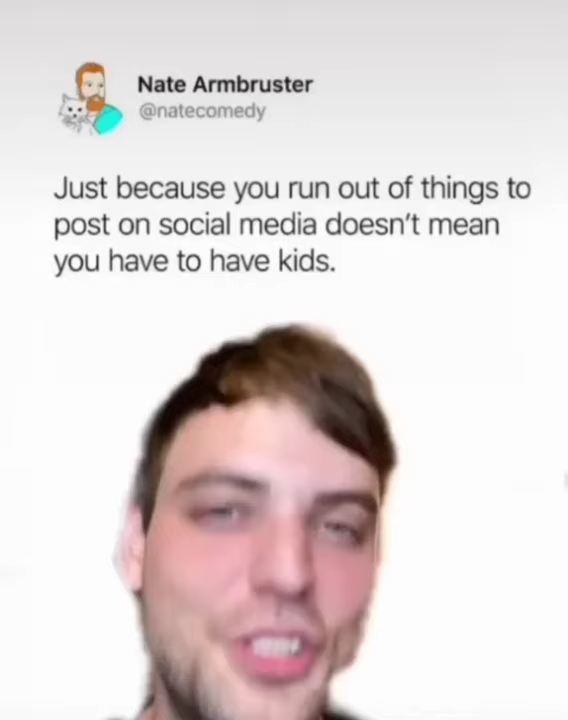 Nate Armbruster
@natecomedy
Just because you run out of things to
post on social media doesn't mean
you have to have kids.